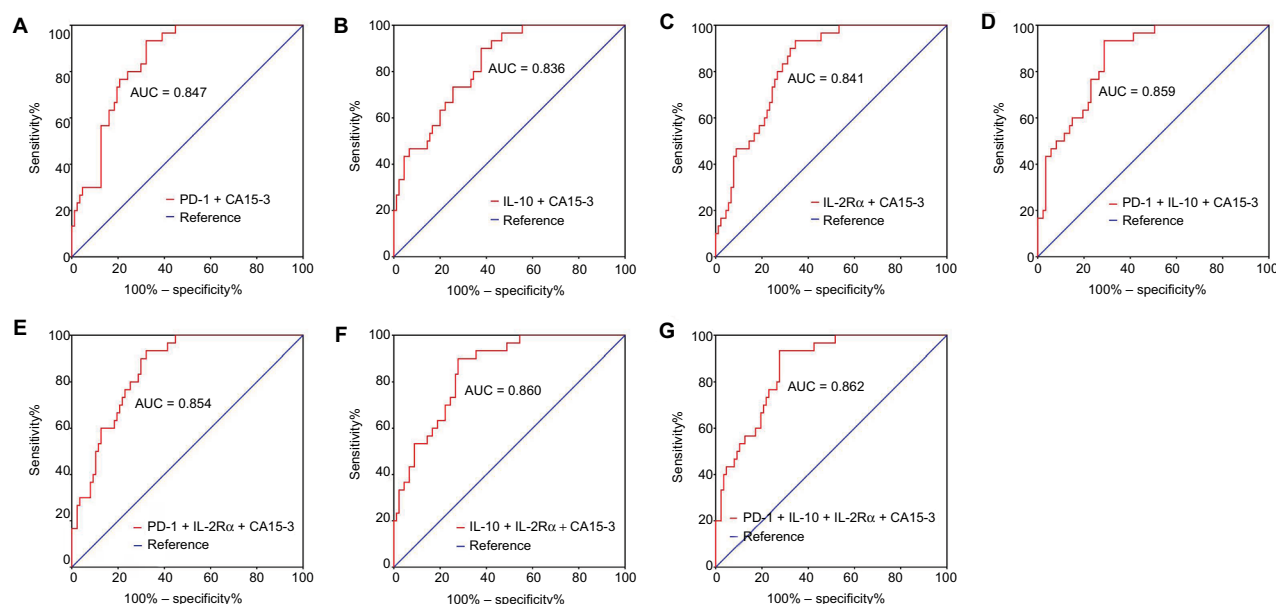 A
100
80
60
40
20
0
0 20 40 60 80 100
Sensitivity%
100% – specificity%
AUC = 0.847
PD-1 + CA15-3
Reference
B
100
80
60
40
20
0
0 20 40 60 80 100
Sensitivity%
100% – specificity%
AUC = 0.836
IL-10 + CA15-3
Reference
C
100
80
60
40
20
0
0 20 40 60 80 100
Sensitivity%
100% – specificity%
AUC = 0.841
IL-2Rα + CA15-3
Reference
D
100
80
60
40
20
0
0 20 40 60 80 100
Sensitivity%
100% – specificity%
AUC = 0.859
PD-1 + IL-10 + CA15-3
Reference
E
100
80
60
40
20
0
0 20 40 60 80 100
Sensitivity%
100% – specificity%
AUC = 0.854
PD-1 + IL-2Rα + CA15-3
Reference
F
100
80
60
40
20
0
0 20 40 60 80 100
Sensitivity%
100% – specificity%
AUC = 0.860
IL-10 + IL-2Rα + CA15-3
Reference
G
100
80
60
40
20
0
0 20 40 60 80 100
Sensitivity%
100% – specificity%
AUC = 0.862
PD-1 + IL-10 + IL-2Rα + CA15-3
Reference